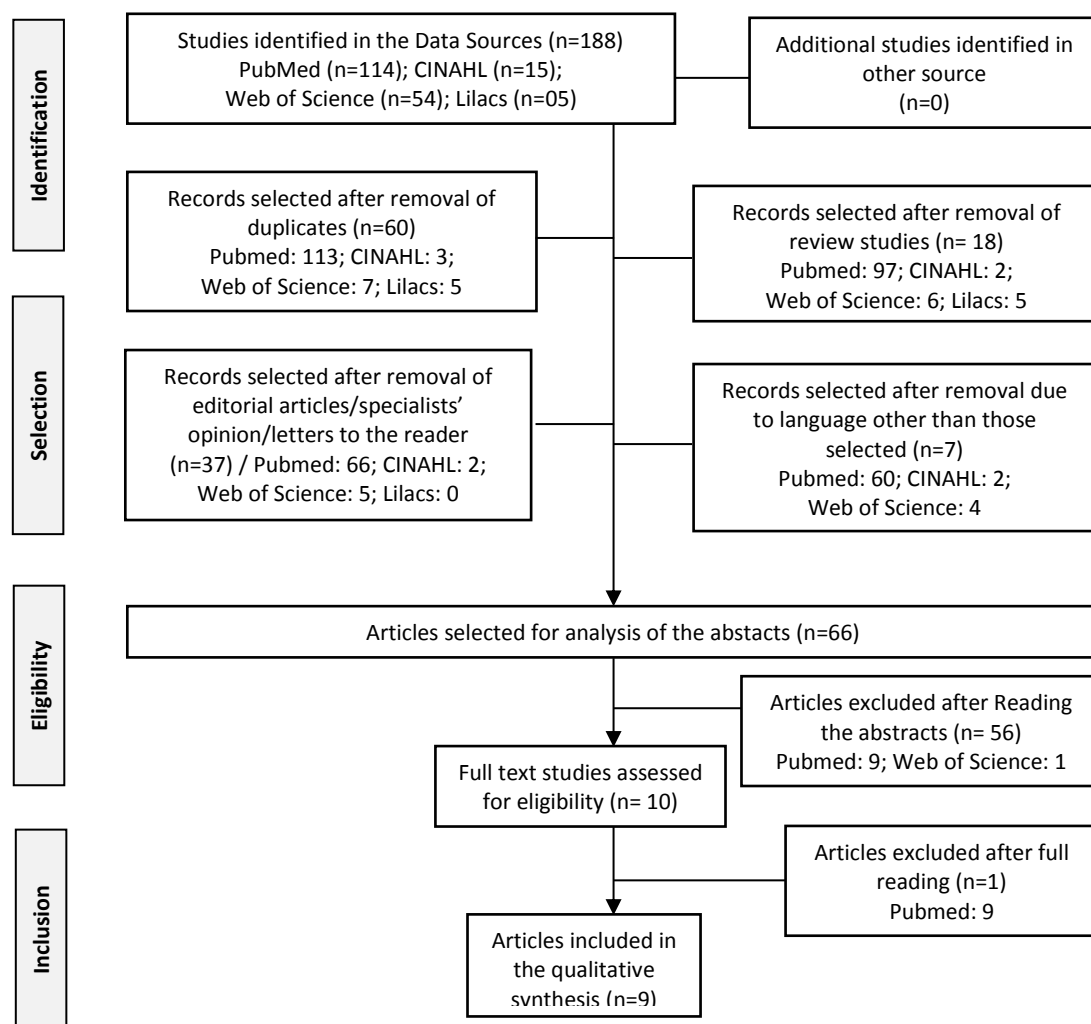 Identification
Studies identified in the Data Sources (n=188)
PubMed (n=114); CINAHL (n=15);
Web of Science (n=54); Lilacs (n=05)
Additional studies identified in
other source
(n=0)
Records selected after removal of
duplicates (n=60)
Pubmed: 113; CINAHL: 3;
Web of Science: 7; Lilacs: 5
Records selected after removal of
review studies (n= 18)
Pubmed: 97; CINAHL: 2;
Web of Science: 6; Lilacs: 5
Selection
Records selected after removal of
editorial articles/specialists’
opinion/letters to the reader
(n=37) / Pubmed: 66; CINAHL: 2;
Web of Science: 5; Lilacs: 0
Records selected after removal due
to language other than those
selected (n=7)
Pubmed: 60; CINAHL: 2;
Web of Science: 4
Eligibility
Articles selected for analysis of the abstacts (n=66)
Articles excluded after Reading
the abstracts (n= 56)
Pubmed: 9; Web of Science: 1
Full text studies assessed
for eligibility (n= 10)
Inclusion
Articles excluded after full
reading (n=1)
Pubmed: 9
Articles included in
the qualitative
synthesis (n=9)